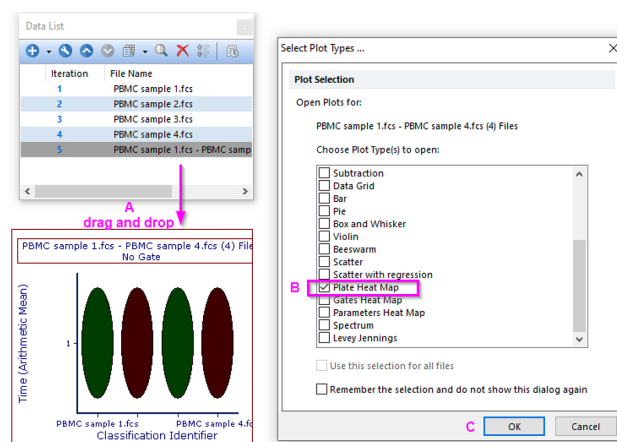 Data List
Iteration File Name
1 PBMC sample 1.fcs
2 PBMC sample 2.fcs
3 PBMC sample 3.fcs
4 PBMC sample 4.fcs
5 PBMC sample 1.fcs - PBMC samp
A
drag and drop
PBMC sample 1.fcs - PBMC sample 4.fcs (4) File
No Gate
Time (Arithmetic Mean)
1
PBMC sample 1.fcs PBMC sample 4.fc
Classification Identifier
Select Plot Types ...
Plot Selection
Open Plots for:
PBMC sample 1.fcs - PBMC sample 4.fcs (4) Files
Choose Plot Type(s) to open:
Subtraction
Data Grid
Bar
Pie
Box and Whisker
Violin
Beeswarm
Scatter
Scatter with regression
B Plate Heat Map
Gates Heat Map
Parameters Heat Map
Spectrum
Levey Jennings
Use this selection for all files
Remember the selection and do not show this dialog again
C OK Cancel